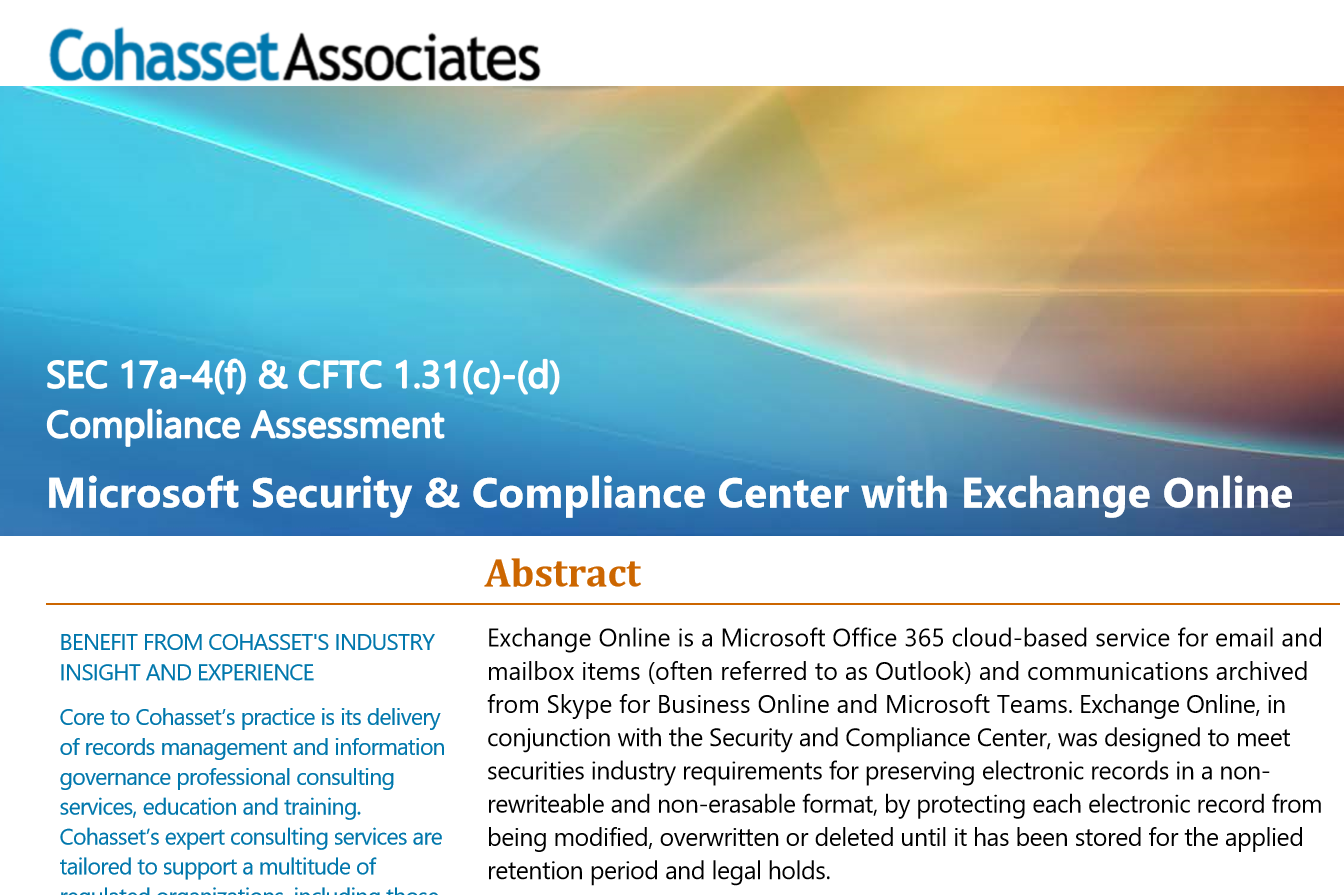 Cohasset Associates
SEC 17a-4(f) & CFTC 1.31(c)-(d)
Compliance Assessment
Microsoft Security & Compliance Center with Exchange Online
Abstract
BENEFIT FROM COHASSET'S INDUSTRY
INSIGHT AND EXPERIENCE
Core to Cohasset’s practice is its delivery
of records management and information
governance professional consulting
services, education and training.
Cohasset’s expert consulting services are
tailored to support a multitude of
regulated organizations, including those
Exchange Online is a Microsoft Office 365 cloud-based service for email and
mailbox items (often referred to as Outlook) and communications archived
from Skype for Business Online and Microsoft Teams. Exchange Online, in
conjunction with the Security and Compliance Center, was designed to meet
securities industry requirements for preserving electronic records in a non-
rewriteable and non-erasable format, by protecting each electronic record from
being modified, overwritten or deleted until it has been stored for the applied
retention period and legal holds.